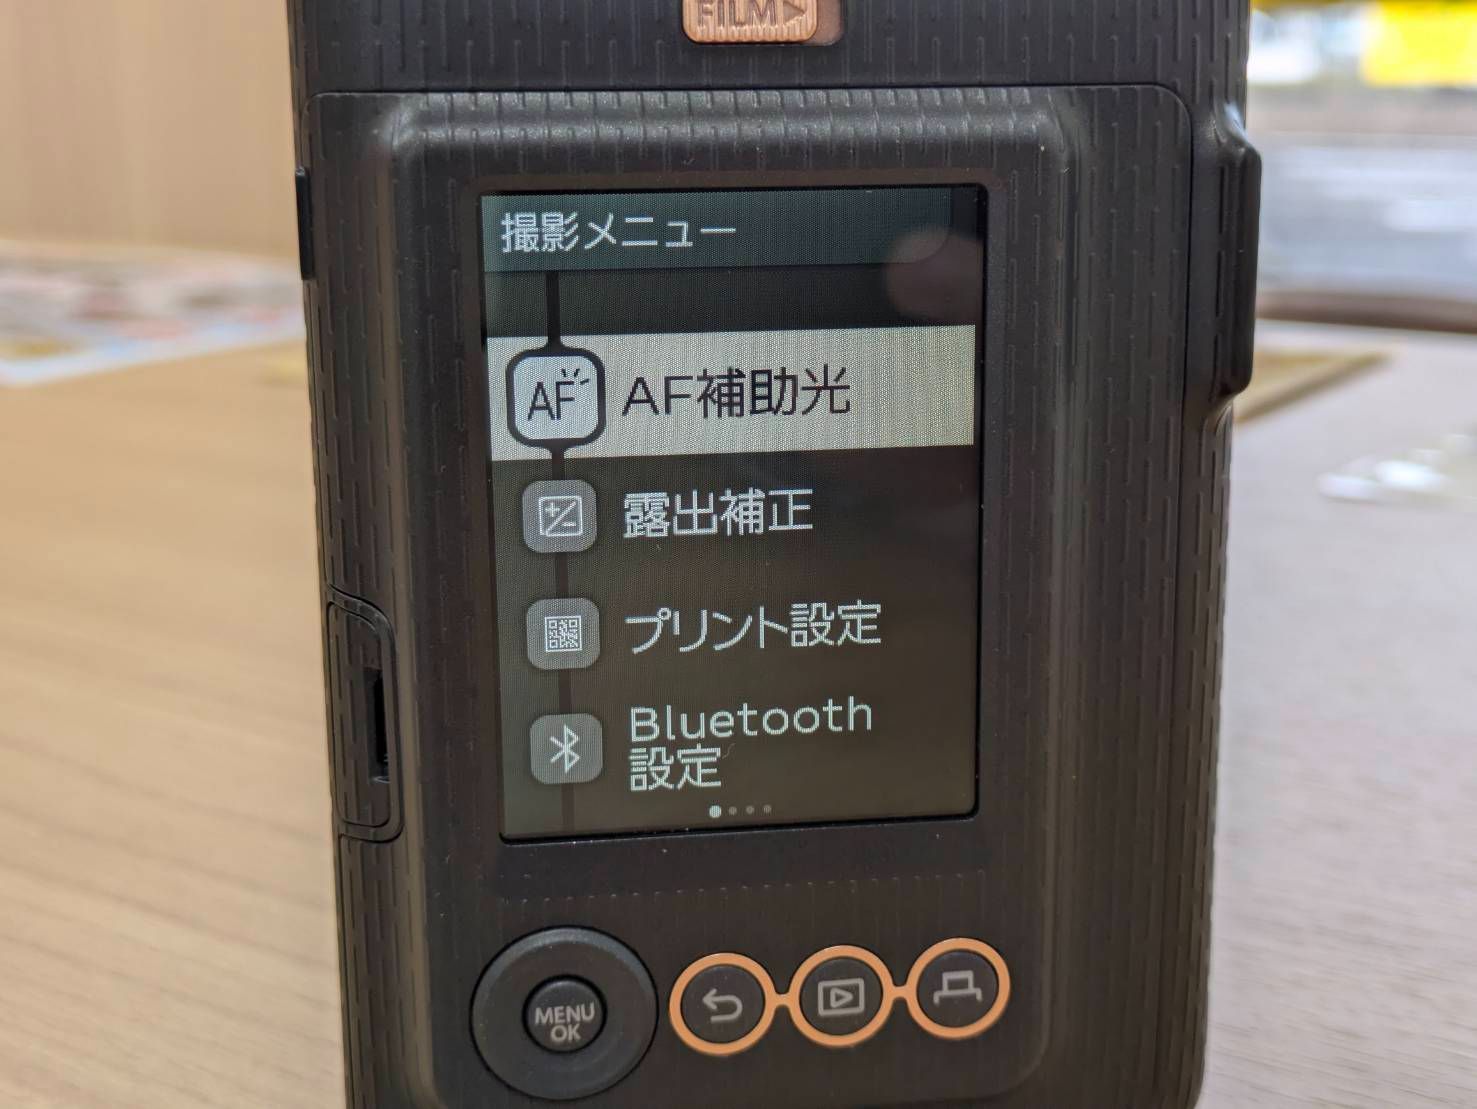 FILM
撮影メニュー
AF AF補助光
露出補正
プリント設定
Bluetooth
設定
MENU
OK